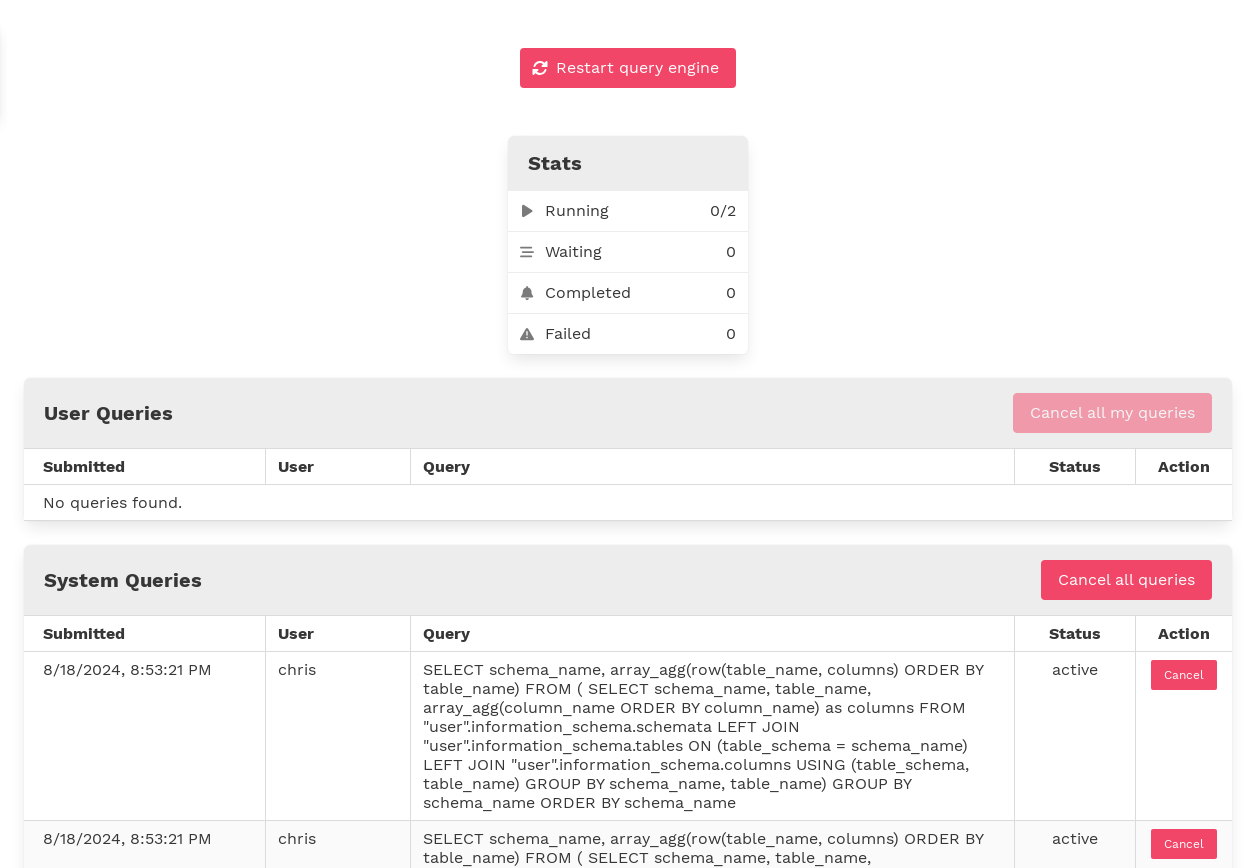 Restart query engine
Stats
Running 0/2
Waiting 0
Completed 0
Failed 0
User Queries Cancel all my queries
Submitted User Query Status Action
No queries found.
System Queries Cancel all queries
Submitted User Query Status Action
8/18/2024, 8:53:21 PM chris SELECT schema_name, array_agg(row(table_name, columns) ORDER BY active Cancel
table_name) FROM ( SELECT schema_name, table_name,
array_agg(column_name ORDER BY column_name) as columns FROM
"user".information_schema.schemata LEFT JOIN
"user".information_schema.tables ON (table_schema = schema_name)
LEFT JOIN "user".information_schema.columns USING (table_schema,
table_name) GROUP BY schema_name, table_name) GROUP BY
schema_name ORDER BY schema_name
8/18/2024, 8:53:21 PM chris SELECT schema_name, array_agg(row(table_name, columns) ORDER BY active Cancel
table_name) FROM ( SELECT schema_name, table_name,